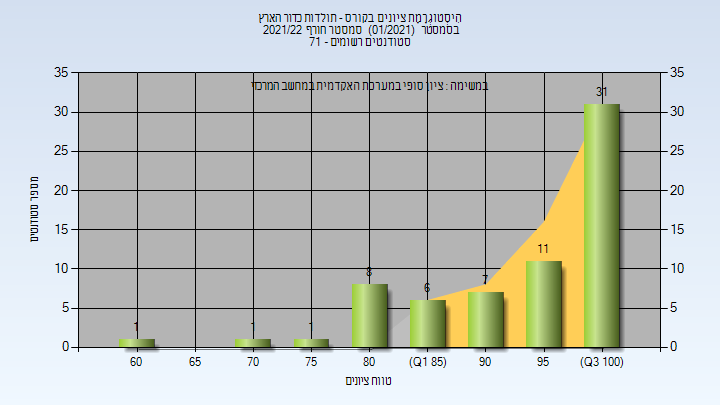 הִיסְטוֹגְרָמַת ציונים בקורס - תולדות כדור הארץ
בסמסטר (01/2021) סמסטר חורף 2021/22
סטודנטים רשומים - 71
במשימה : ציון סופי במערכת האקדמית במחשב המרכזי
35 35
30 31 30
25 25
20 20
15 15
10 11 10
8 7 6
5 5
1 1 1
0 0
60 65 70 75 80 (Q1 85) 90 95 (Q3 100)
מספר סטודנטים
טווח ציונים